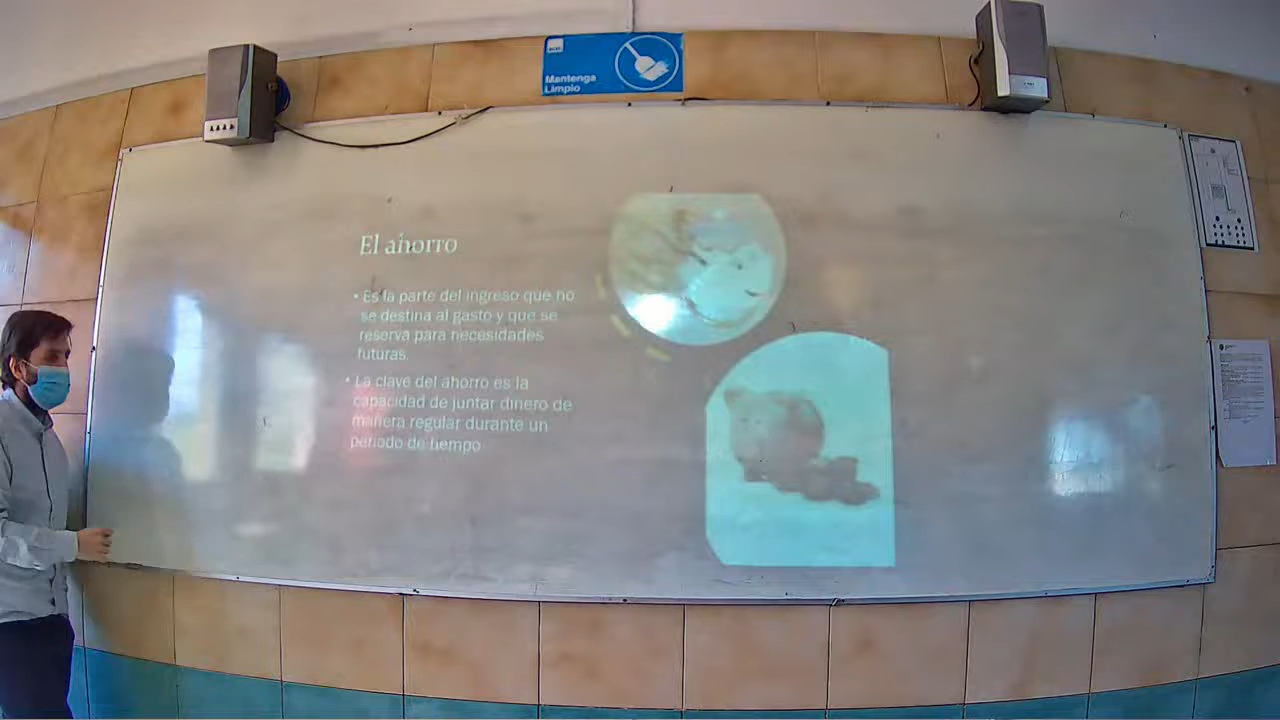 Mantenga
Limpio
El ahorro
• Es la parte del ingreso que no
se destina al gasto y que se
reserva para necesidades
futuras.
• La clave del ahorro es la
capacidad de juntar dinero de
manera regular durante un
periodo de tiempo